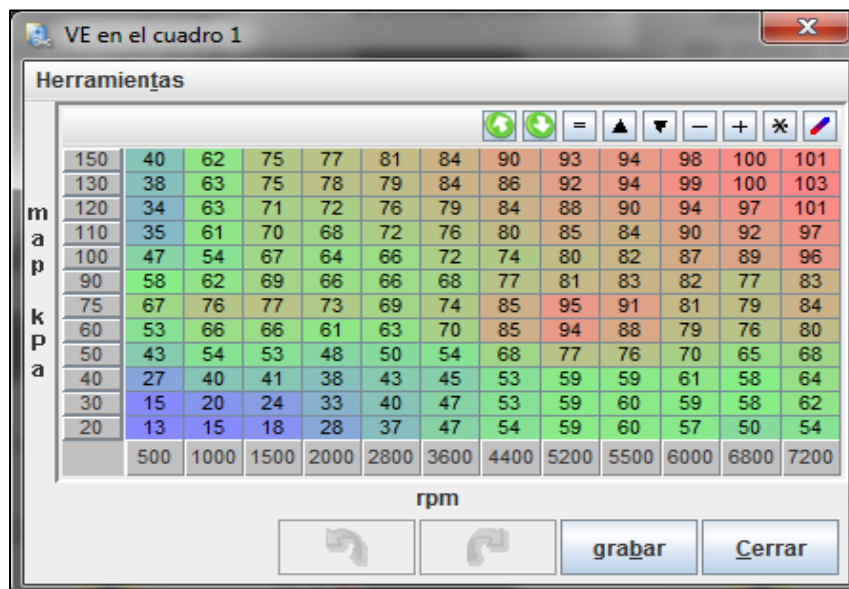 VE en el cuadro 1
Herramientas
= - + *
150 40 62 75 77 81 84 90 93 94 98 100 101
130 38 63 75 78 79 84 86 92 94 99 100 103
120 34 63 71 72 76 79 84 88 90 94 97 101
110 35 61 70 68 72 76 80 85 84 90 92 97
100 47 54 67 64 66 72 74 80 82 87 89 96
90 58 62 69 66 66 68 77 81 83 82 77 83
75 67 76 77 73 69 74 85 95 91 81 79 84
60 53 66 66 61 63 70 85 94 88 79 76 80
50 43 54 53 48 50 54 68 77 76 70 65 68
40 27 40 41 38 43 45 53 59 59 61 58 64
30 15 20 24 33 40 47 53 59 60 59 58 62
20 13 15 18 28 37 47 54 59 60 57 50 54
map kPa
500 1000 1500 2000 2800 3600 4400 5200 5500 6000 6800 7200
rpm
grabar Cerrar